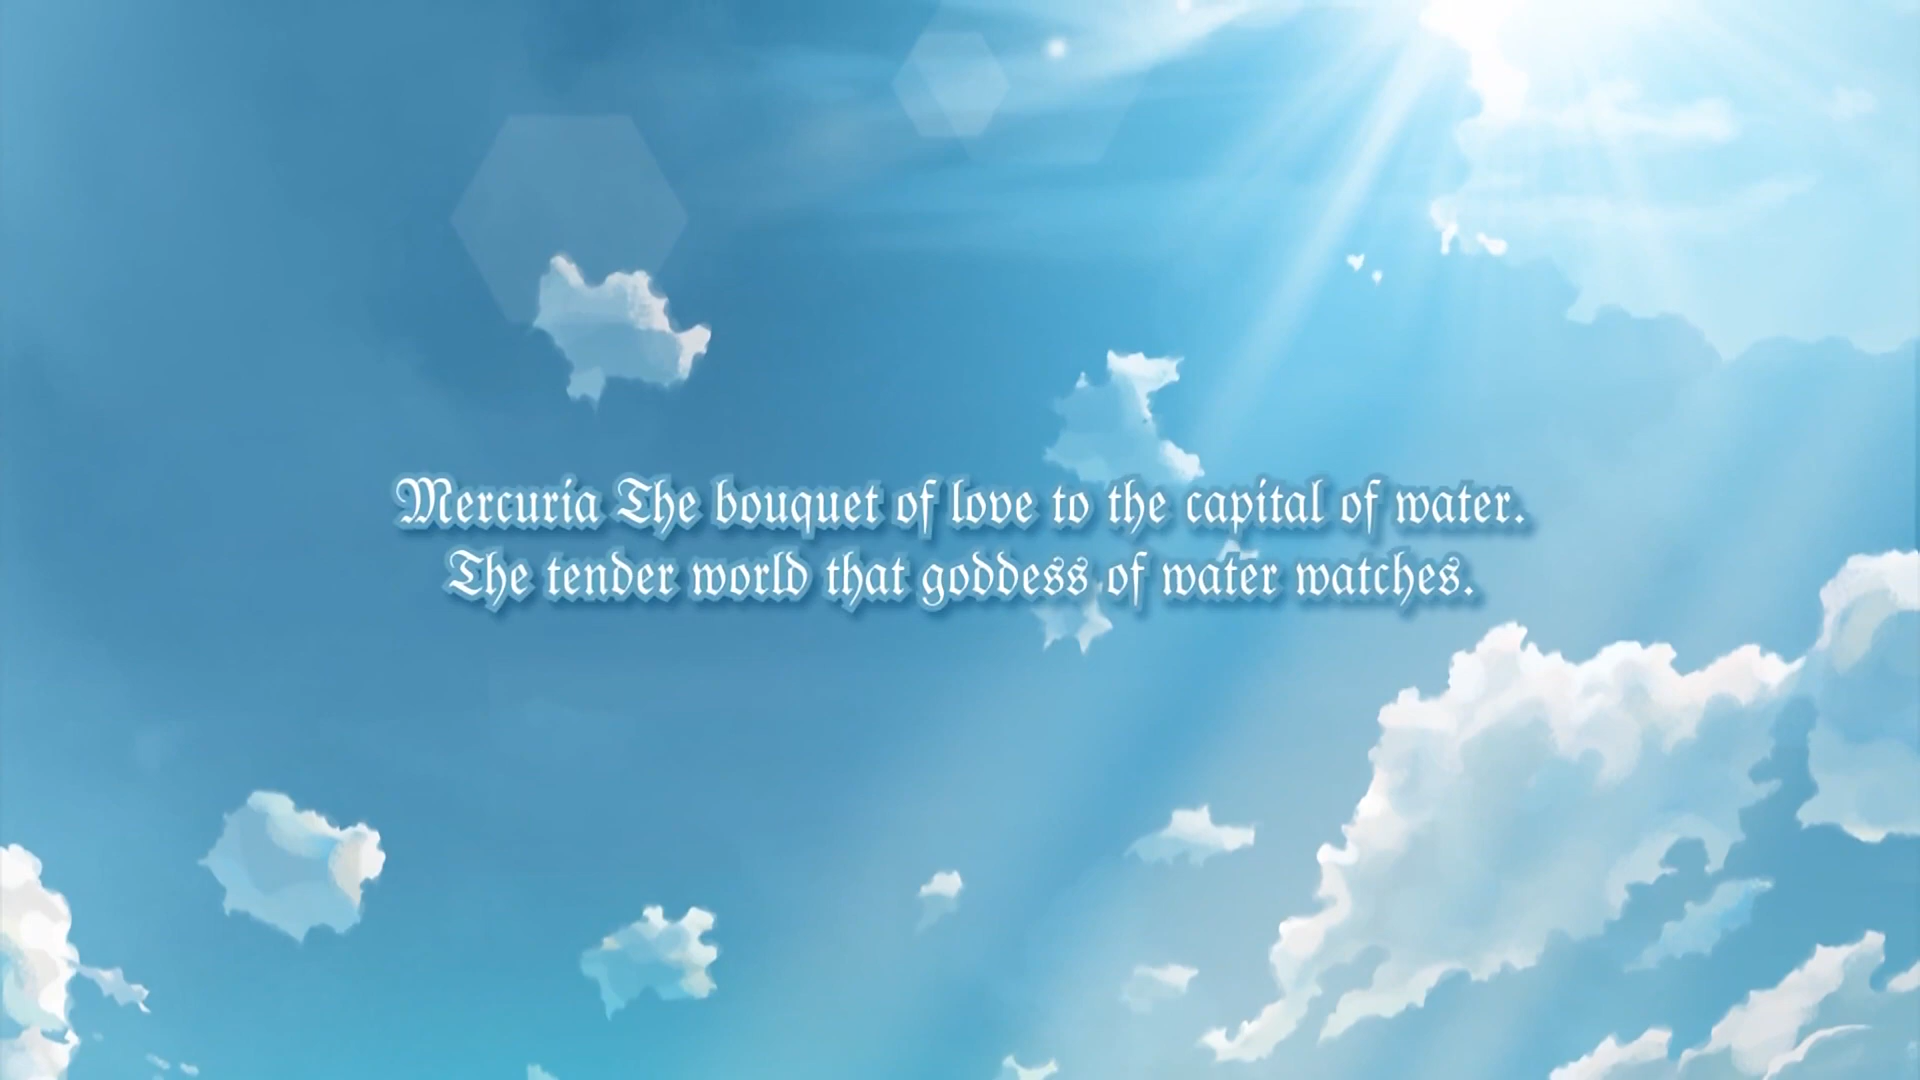 Mercuria The bouquet of love to the capital of water.
The tender world that goddess of water watches.